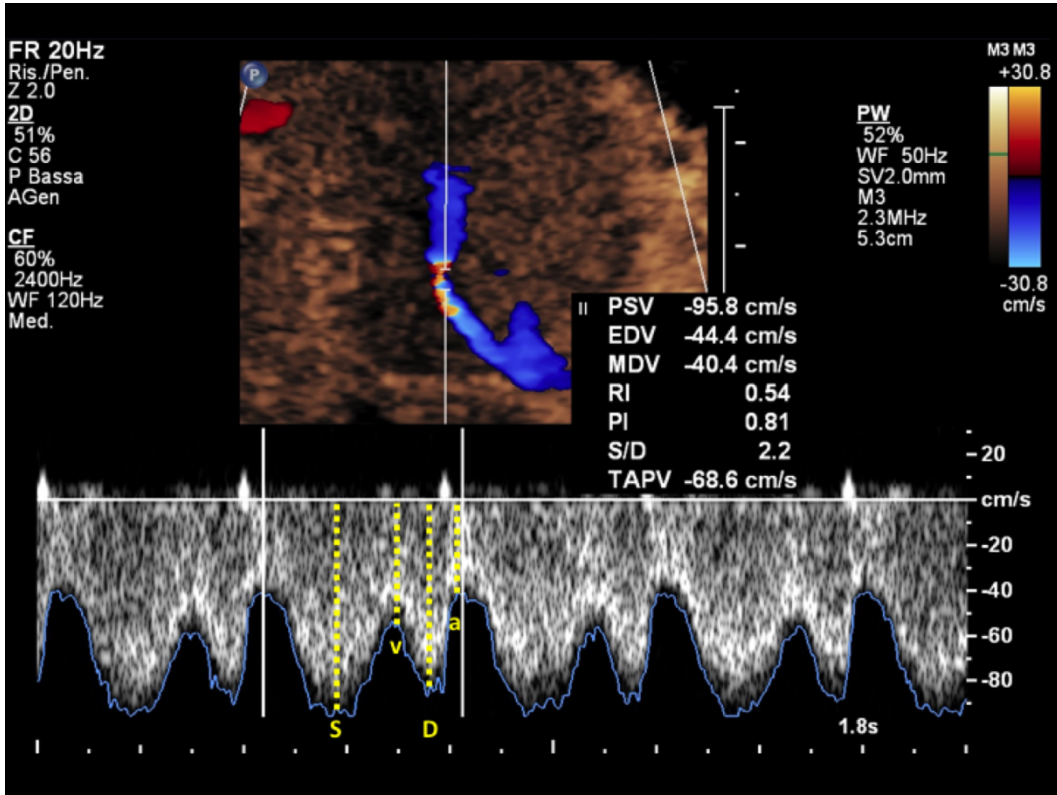 FR 20Hz
Ris./Pen.
Z 2.0
2D
51%
C 56
P Bassa
AGen
CF
60%
2400Hz
WF 120Hz
Med.
P
M3 M3
+30.8
-30.8
cm/s
PW
52%
WF 50Hz
SV2.0mm
M3
2.3MHz
5.3cm
PSV -95.8 cm/s
EDV -44.4 cm/s
MDV -40.4 cm/s
RI 0.54
PI 0.81
S/D 2.2
TAPV -68.6 cm/s
20
cm/s
-20
-40
-60
-80
a
v
S D
1.8s